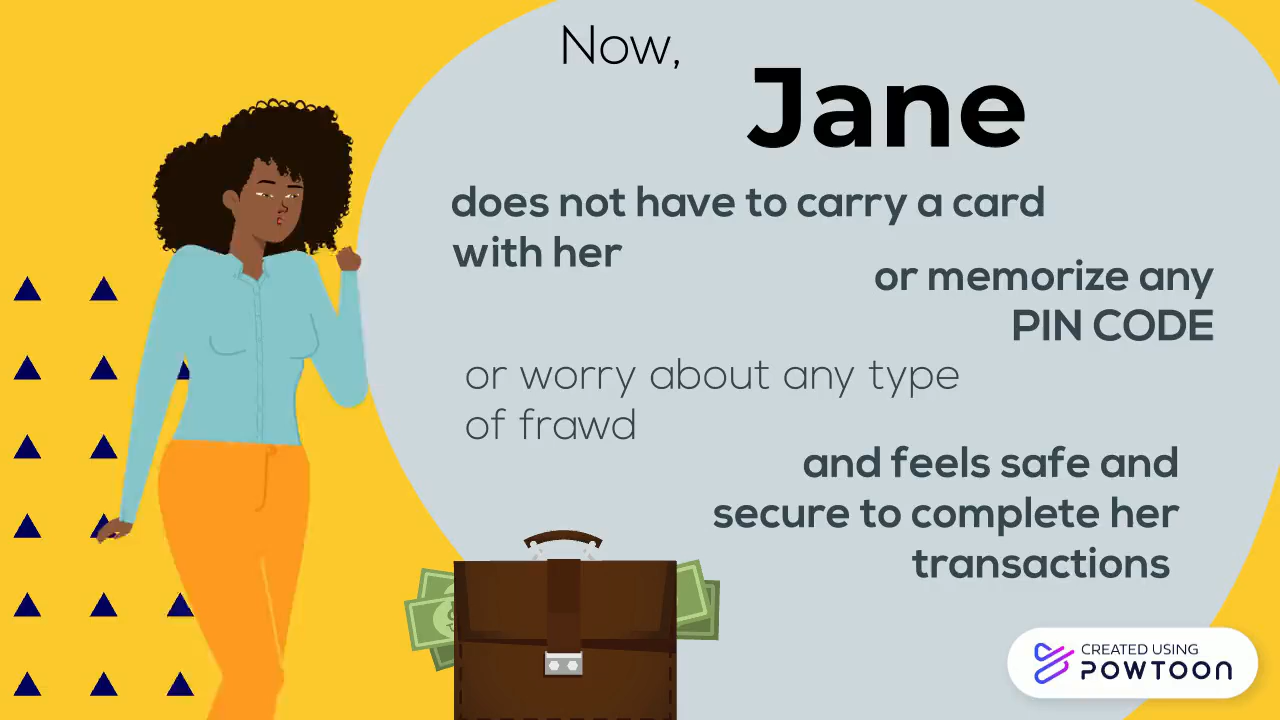 Now,
Jane
does not have to carry a card
with her
or memorize any
PIN CODE
or worry about any type
of frawd
and feels safe and
secure to complete her
transactions
CREATED USING
POWTOON